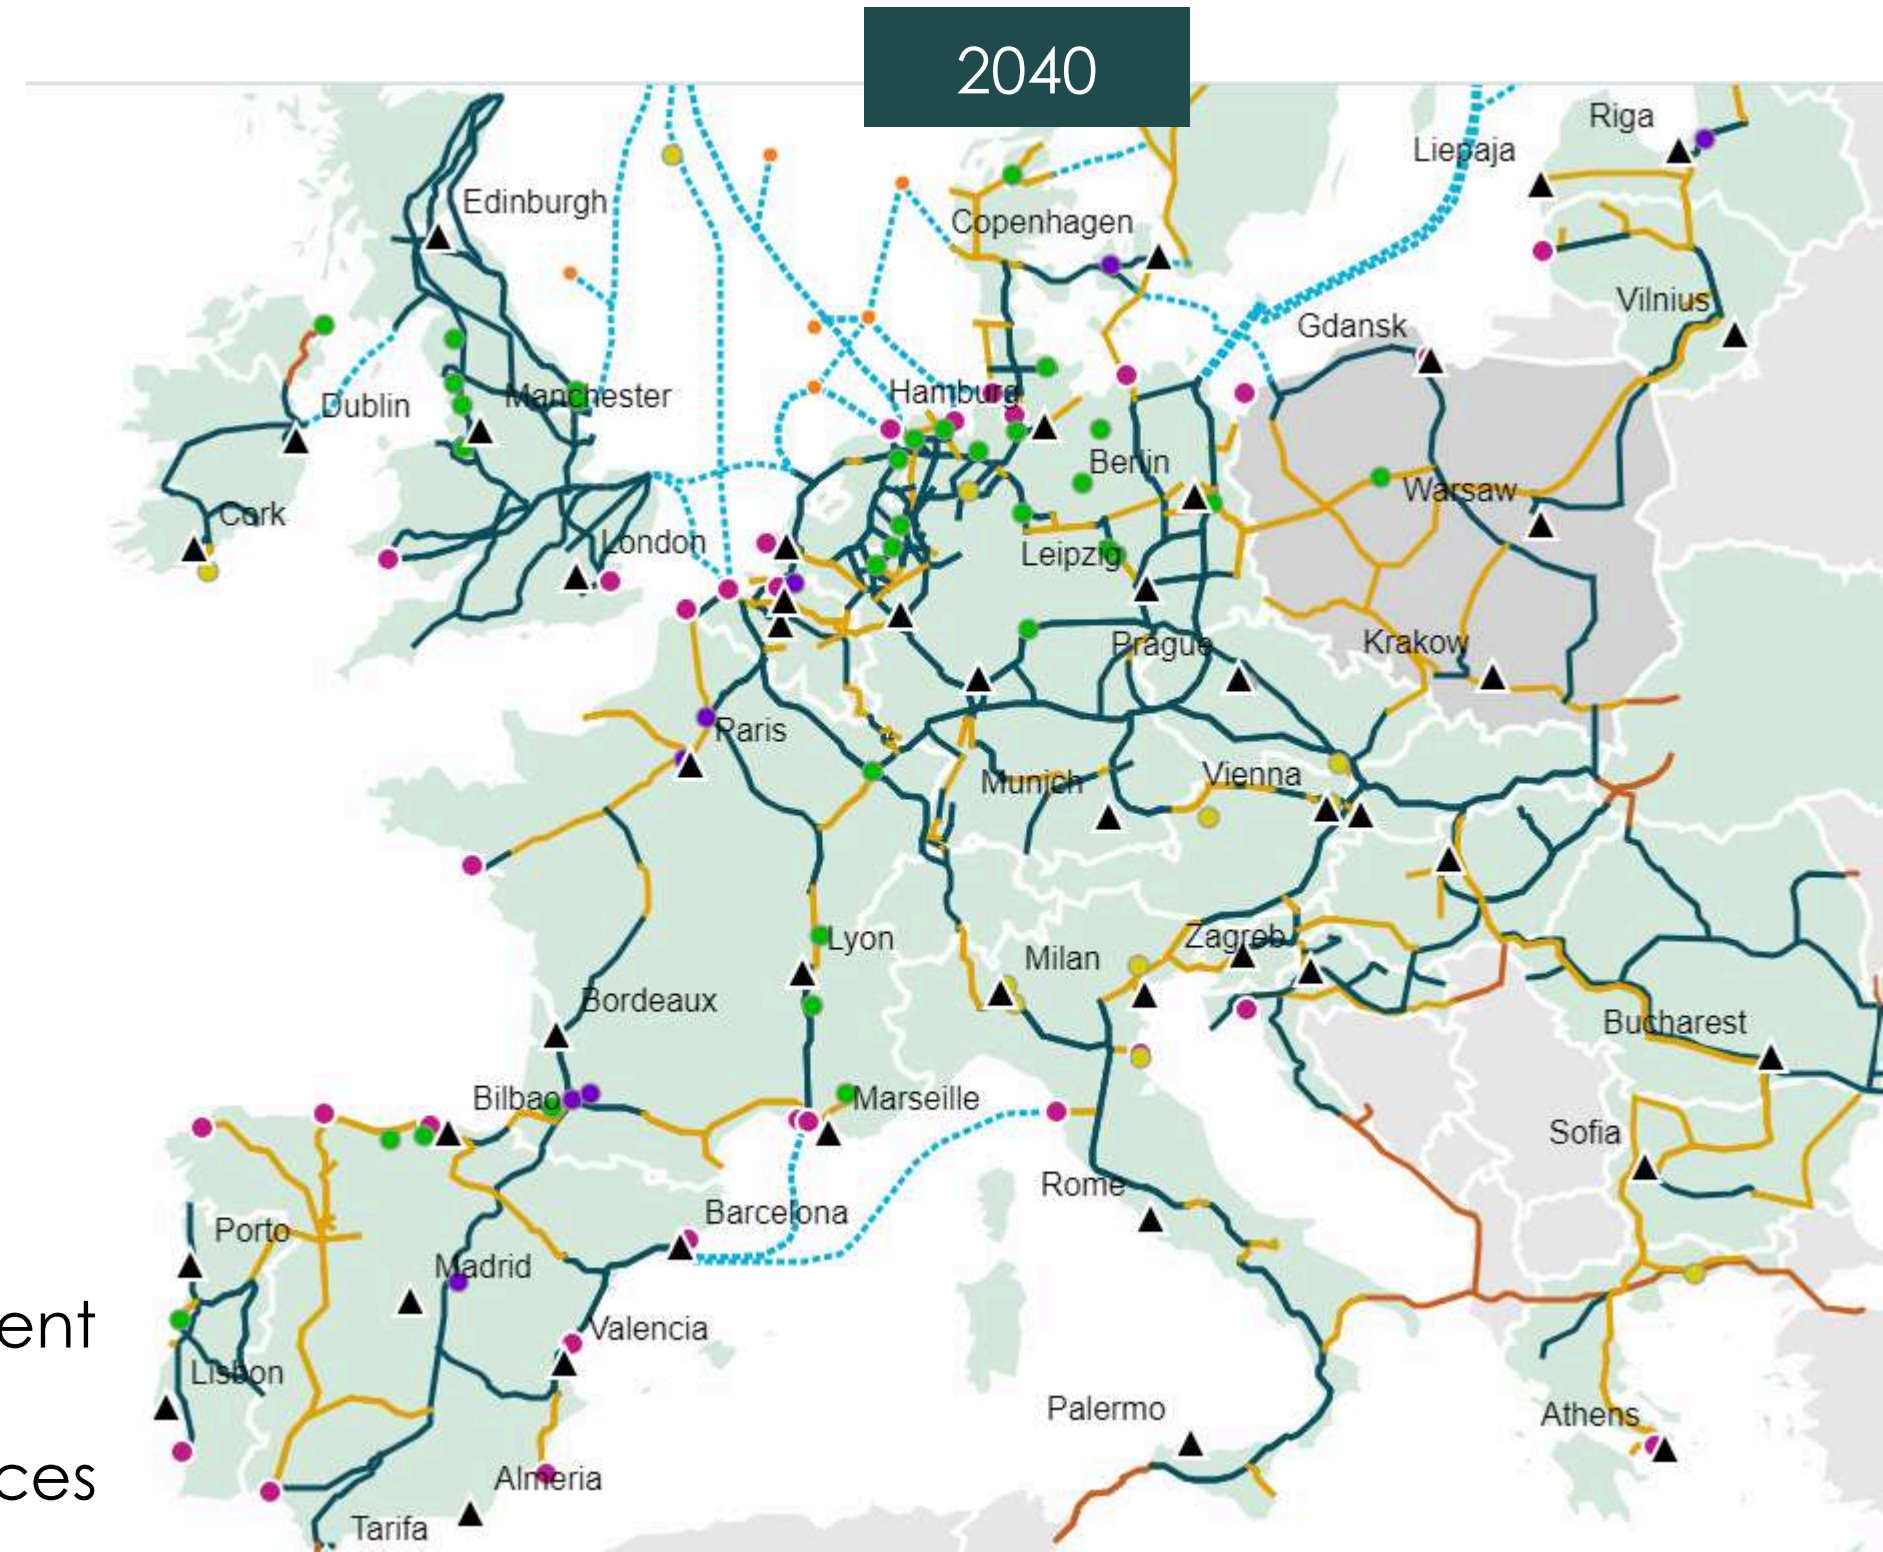 2040
Riga
Liepaja
Edinburgh
Copenhagen
Vilnius
Gdansk
Hamburg
Manchester
Dublin
Berlin
Warsaw
Cork
London
Leipzig
Prague
Krakow
Paris
Munich
Vienna
Lyon
Zagreb
Milan
Bordeaux
Bucharest
Bilbao
Marseille
Sofia
Rome
Barcelona
Porto
Madrid
ent
Valencia
Lisbon
Palermo
Athens
ces
Almeria
Tarifa